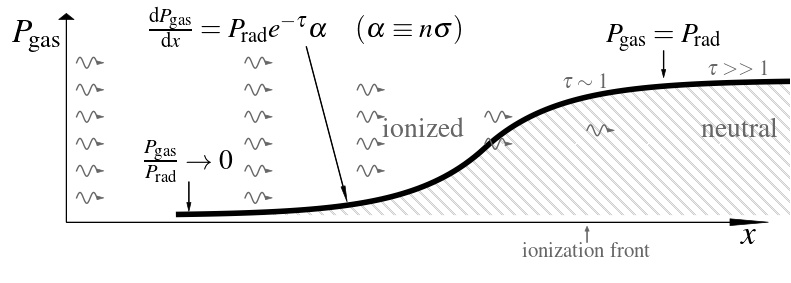 P_gas
dP_gas/dx = P_rad e^{-τ} α (α ≡ nσ)
P_gas = P_rad
τ ~ 1
τ >> 1
ionized
neutral
P_gas/P_rad → 0
x
ionization front